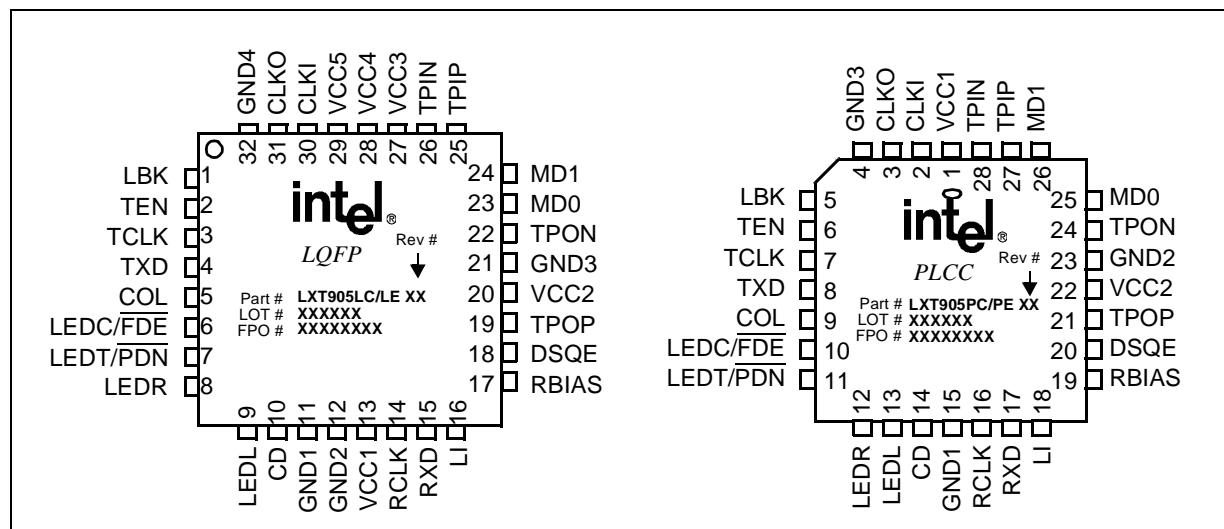 GND4
CLKO
CLKI
VCC5
VCC4
VCC3
TPIN
TPIP
32
31
30
29
28
27
26
25
LBK 1
TEN 2
TCLK 3
TXD 4
COL 5
LEDC/FDE 6
LEDT/PDN 7
LEDR 8
intel®
LQFP
Rev #
Part # LXT905LC/LE XX
LOT # XXXXXX
FPO # XXXXXXXX
24 MD1
23 MD0
22 TPON
21 GND3
20 VCC2
19 TPOP
18 DSQE
17 RBIAS
9
10
11
12
13
14
15
16
LEDL
CD
GND1
GND2
VCC1
RCLK
RXD
LI
GND3
CLKO
CLKI
VCC1
TPIN
TPIP
MD1
4
3
2
1
28
27
26
LBK 5
TEN 6
TCLK 7
TXD 8
COL 9
LEDC/FDE 10
LEDT/PDN 11
intel®
PLCC
Rev #
Part # LXT905PC/PE XX
LOT # XXXXXX
FPO # XXXXXXXX
25 MD0
24 TPON
23 GND2
22 VCC2
21 TPOP
20 DSQE
19 RBIAS
12
13
14
15
16
17
18
LEDR
LEDL
CD
GND1
RCLK
RXD
LI